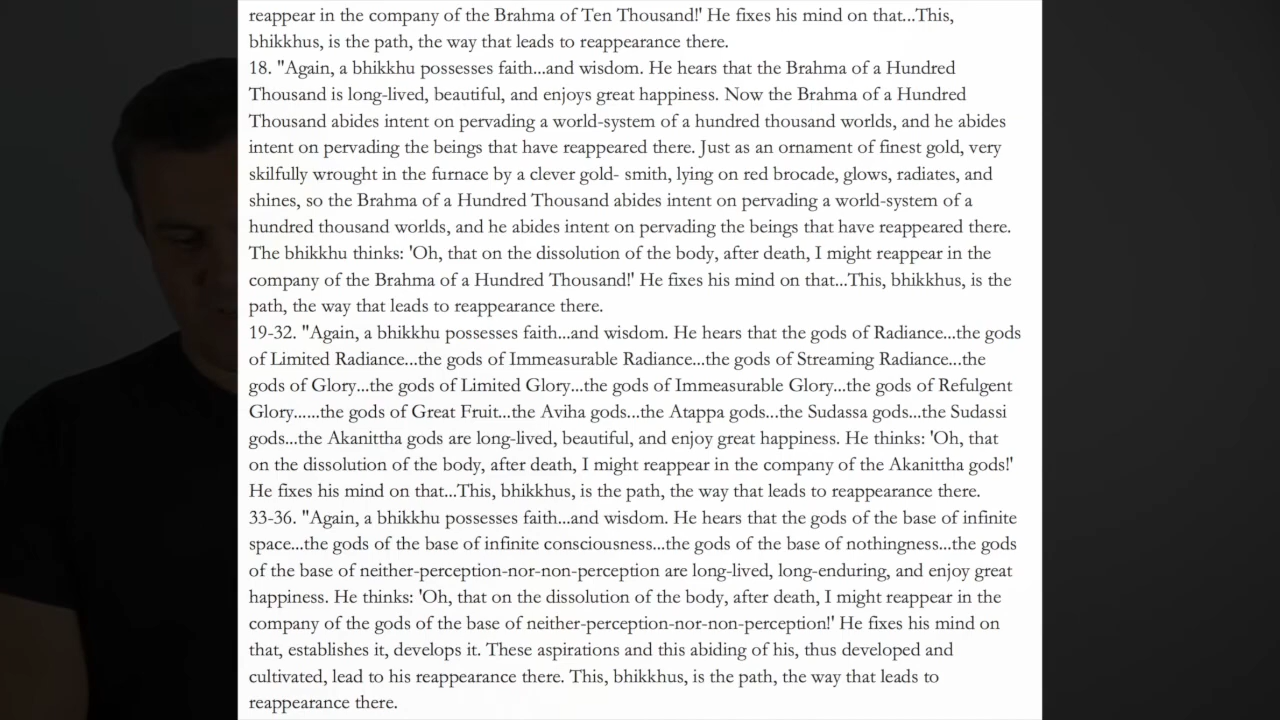 reappear in the company of the Brahma of Ten Thousand!' He fixes his mind on that...This,
bhikkhus, is the path, the way that leads to reappearance there.
18. "Again, a bhikkhu possesses faith...and wisdom. He hears that the Brahma of a Hundred
Thousand is long-lived, beautiful, and enjoys great happiness. Now the Brahma of a Hundred
Thousand abides intent on pervading a world-system of a hundred thousand worlds, and he abides
intent on pervading the beings that have reappeared there. Just as an ornament of finest gold, very
skilfully wrought in the furnace by a clever gold- smith, lying on red brocade, glows, radiates, and
shines, so the Brahma of a Hundred Thousand abides intent on pervading a world-system of a
hundred thousand worlds, and he abides intent on pervading the beings that have reappeared there.
The bhikkhu thinks: 'Oh, that on the dissolution of the body, after death, I might reappear in the
company of the Brahma of a Hundred Thousand!' He fixes his mind on that...This, bhikkhus, is the
path, the way that leads to reappearance there.
19-32. "Again, a bhikkhu possesses faith...and wisdom. He hears that the gods of Radiance...the gods
of Limited Radiance...the gods of Immeasurable Radiance...the gods of Streaming Radiance...the
gods of Glory...the gods of Limited Glory...the gods of Immeasurable Glory...the gods of Refulgent
Glory......the gods of Great Fruit...the Aviha gods...the Atappa gods...the Sudassa gods...the Sudassi
gods...the Akanittha gods are long-lived, beautiful, and enjoy great happiness. He thinks: 'Oh, that
on the dissolution of the body, after death, I might reappear in the company of the Akanittha gods!'
He fixes his mind on that...This, bhikkhus, is the path, the way that leads to reappearance there.
33-36. "Again, a bhikkhu possesses faith...and wisdom. He hears that the gods of the base of infinite
space...the gods of the base of infinite consciousness...the gods of the base of nothingness...the gods
of the base of neither-perception-nor-non-perception are long-lived, long-enduring, and enjoy great
happiness. He thinks: 'Oh, that on the dissolution of the body, after death, I might reappear in the
company of the gods of the base of neither-perception-nor-non-perception!' He fixes his mind on
that, establishes it, develops it. These aspirations and this abiding of his, thus developed and
cultivated, lead to his reappearance there. This, bhikkhus, is the path, the way that leads to
reappearance there.